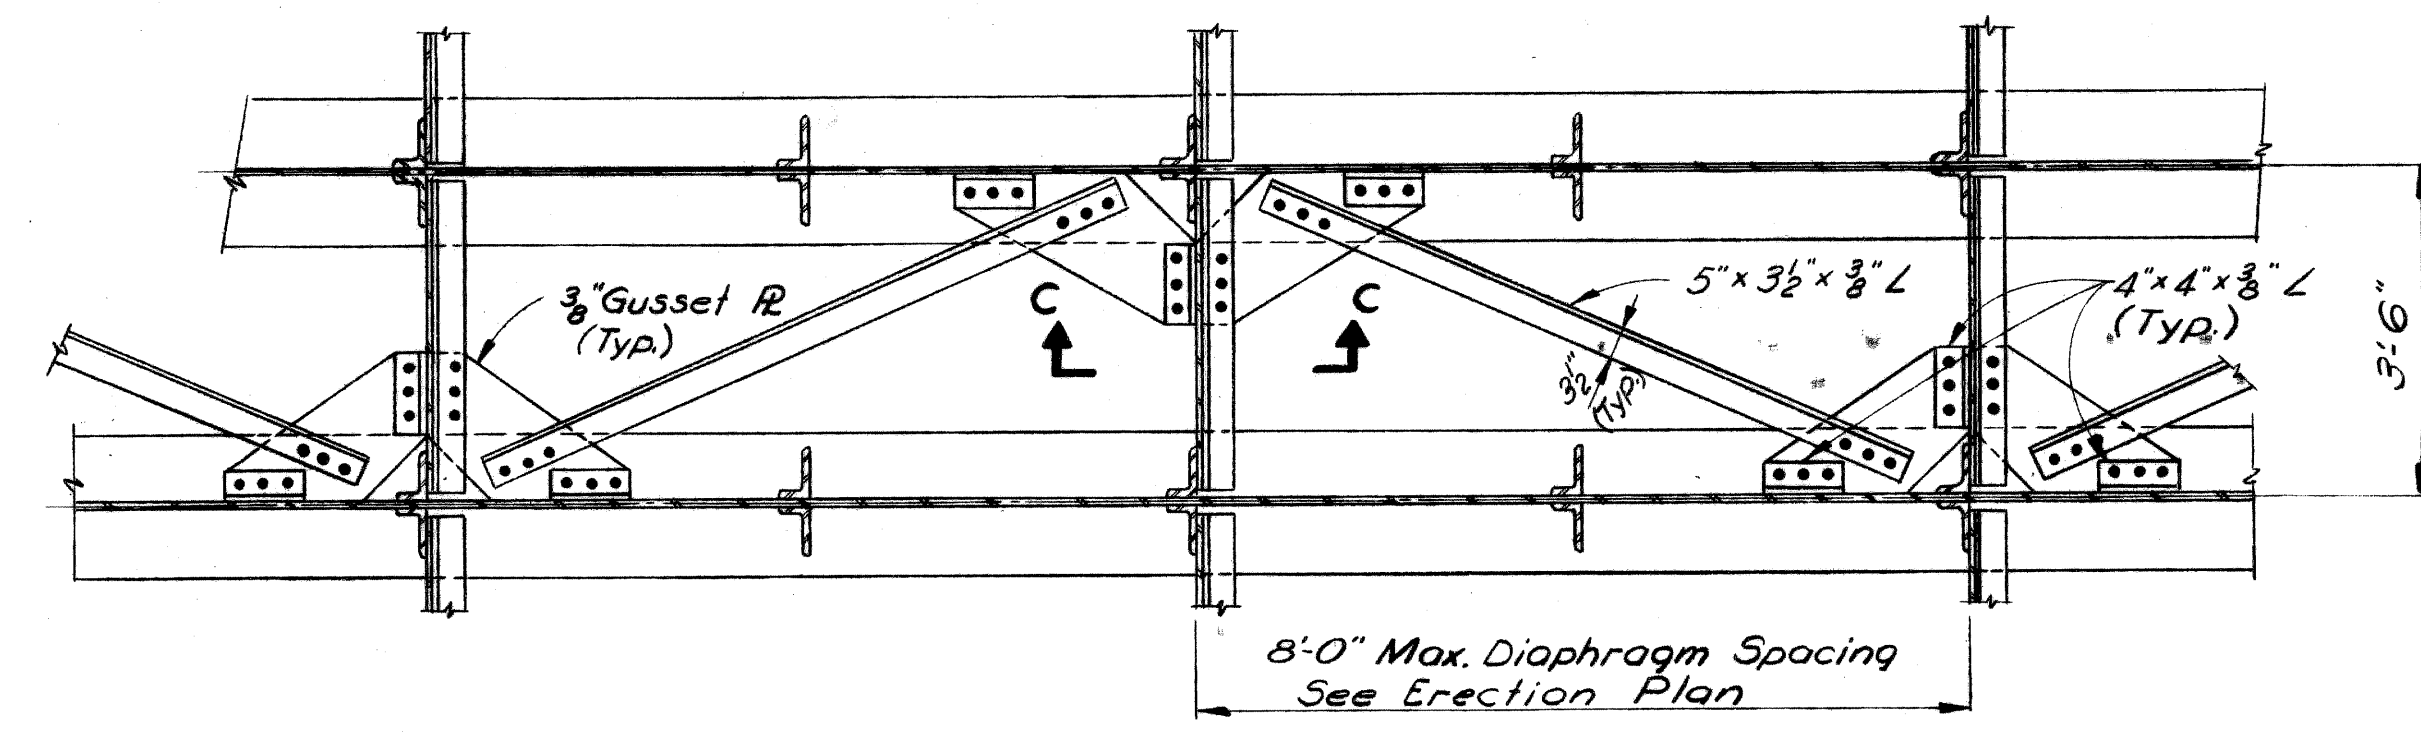 3/8" Gusset PL
(Typ.)
C
C
5" x 3 1/2" x 3/8" L
3 1/2"
(Typ.)
4" x 4" x 3/8" L
(Typ.)
3'-6"
8'-0" Max. Diaphragm Spacing
See Erection Plan